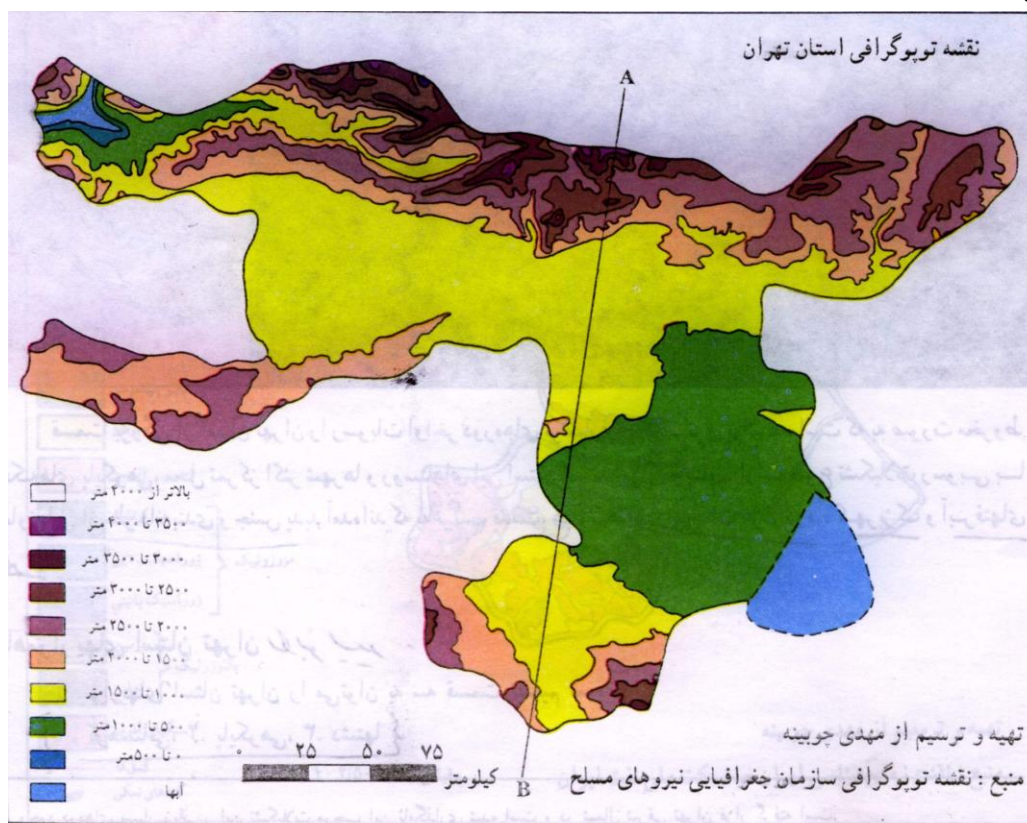 نقشه توپوگرافی استان تهران
A
بالاتر از ۴۰۰۰ متر
۳۵۰۰ تا ۴۰۰۰ متر
۳۰۰۰ تا ۳۵۰۰ متر
۲۵۰۰ تا ۳۰۰۰ متر
۲۰۰۰ تا ۲۵۰۰ متر
۱۵۰۰ تا ۲۰۰۰ متر
۱۰۰۰ تا ۱۵۰۰ متر
۵۰۰ تا ۱۰۰۰ متر
۰ تا ۵۰۰ متر
آبها
۰ ۲۵ ۵۰ ۷۵
کیلومتر
B
تهیه و ترسیم از مهدی چوبینه
منبع : نقشه توپوگرافی سازمان جغرافیایی نیروهای مسلح